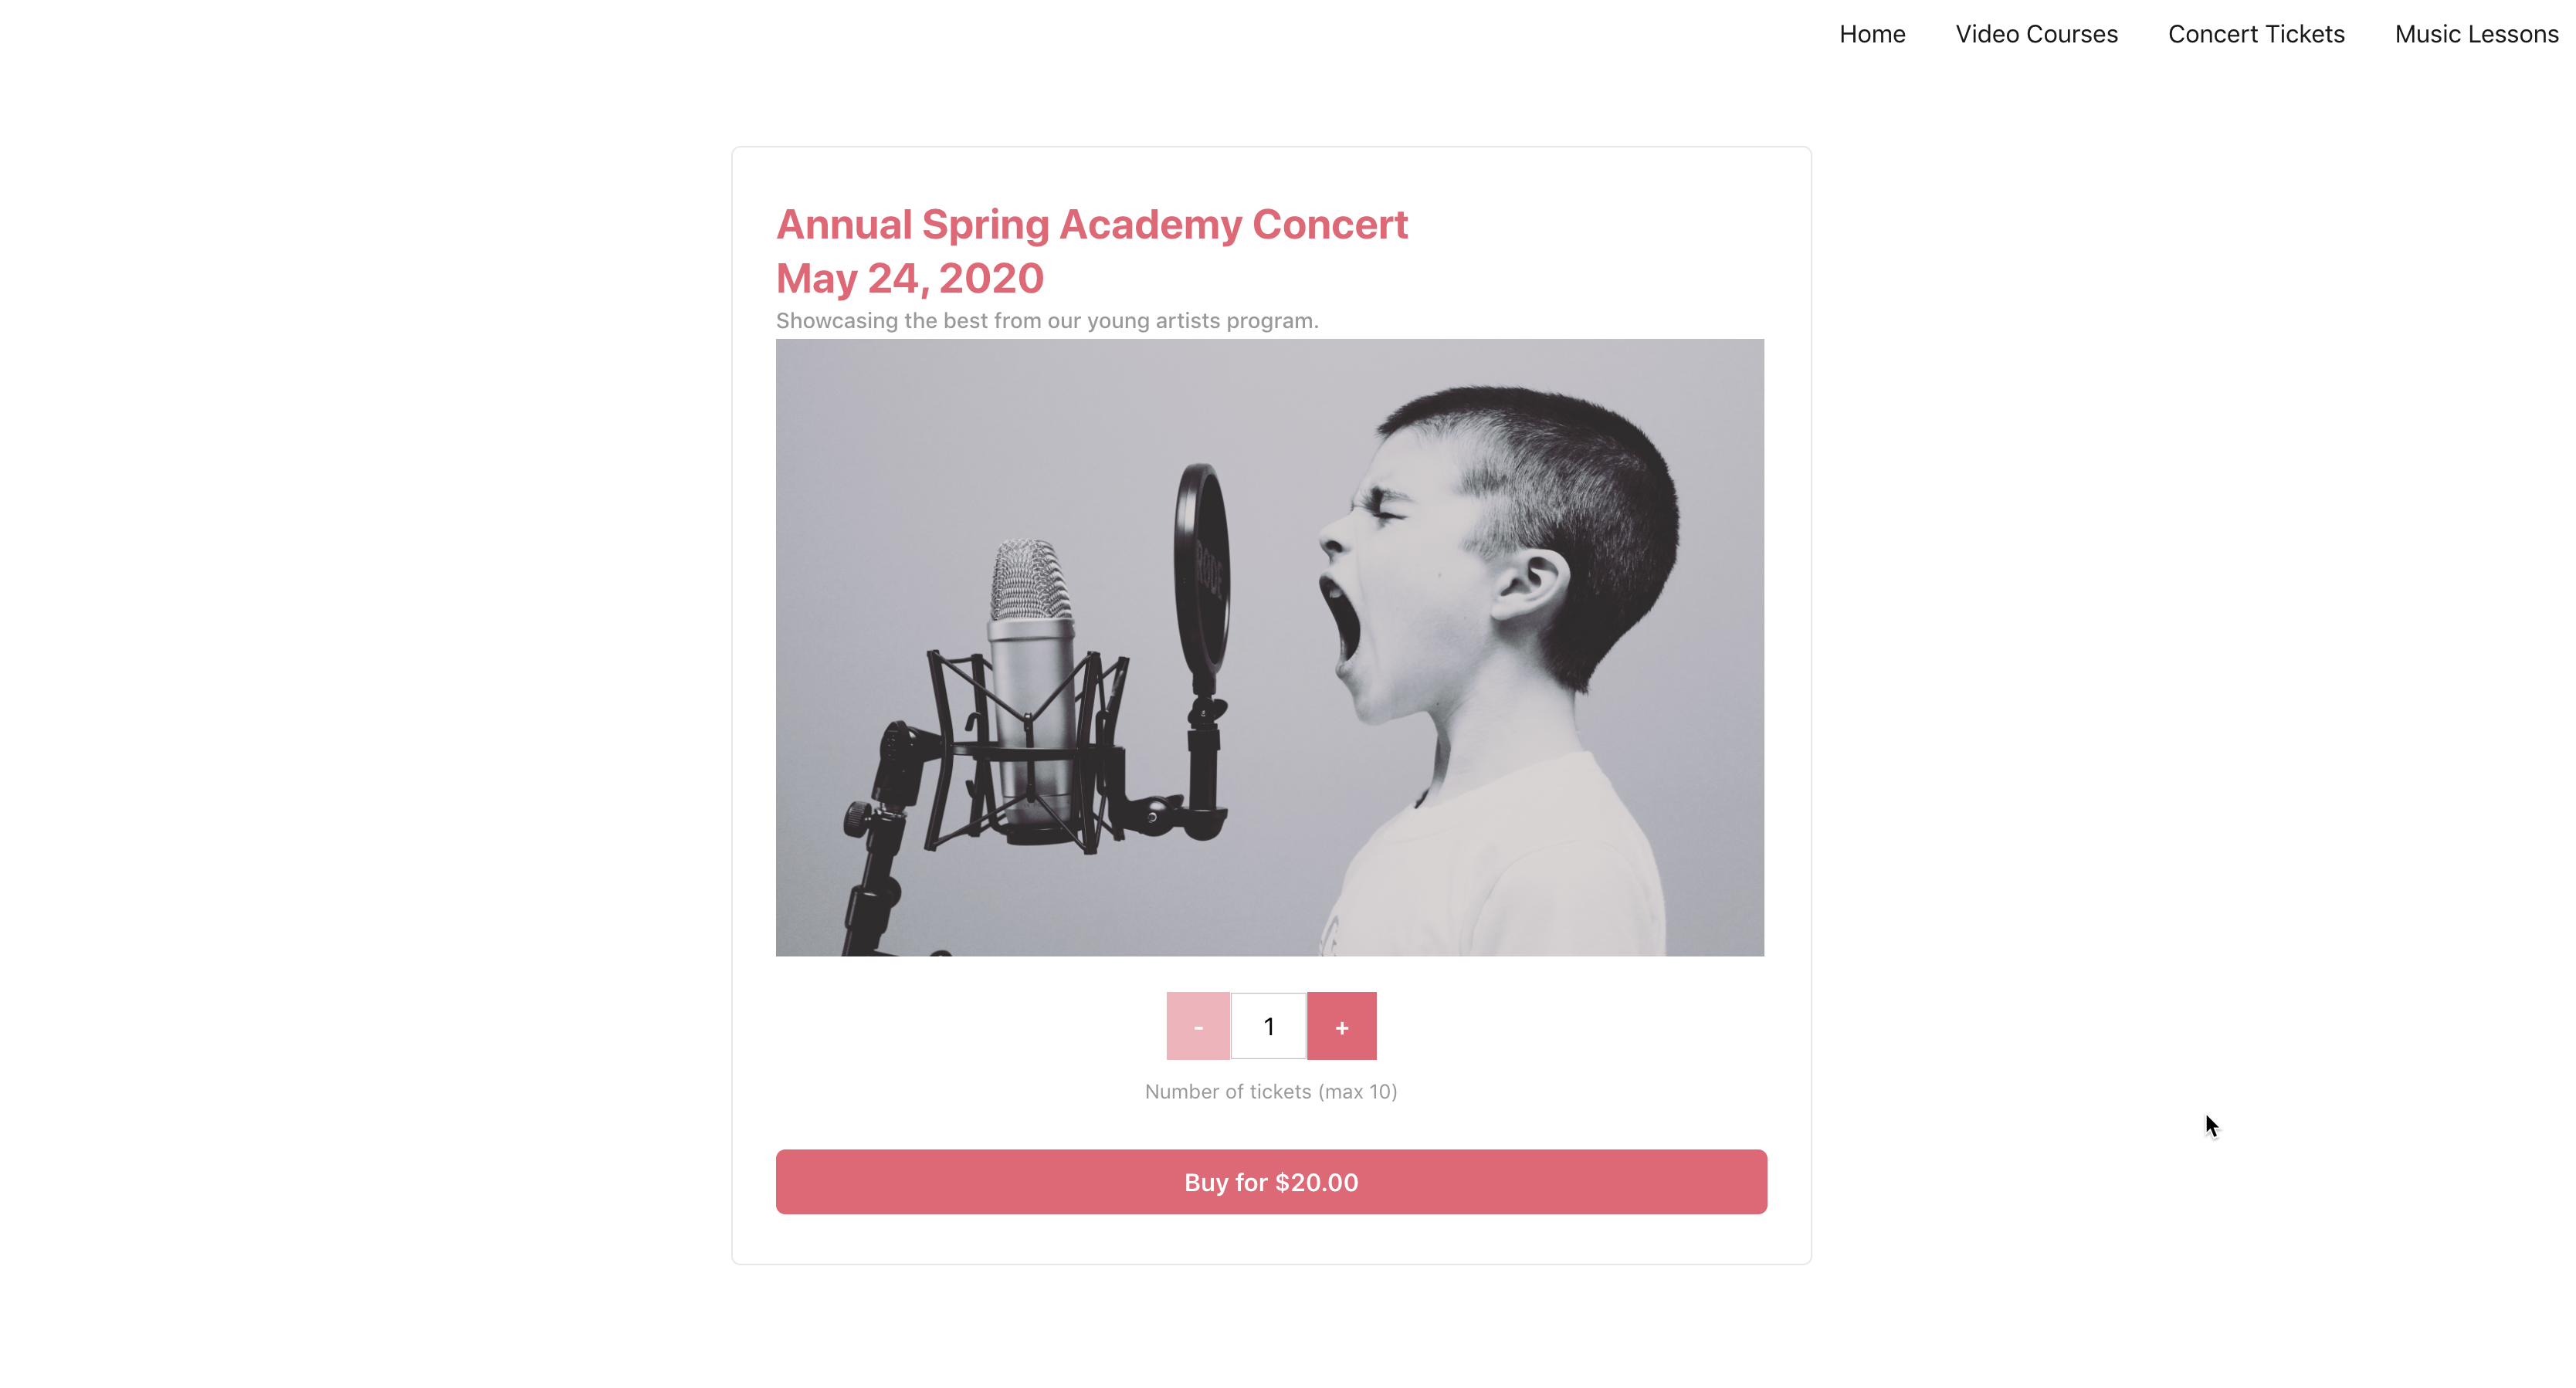 Home Video Courses Concert Tickets Music Lessons
Annual Spring Academy Concert
May 24, 2020
Showcasing the best from our young artists program.
RODE
- 1 +
Number of tickets (max 10)
Buy for $20.00